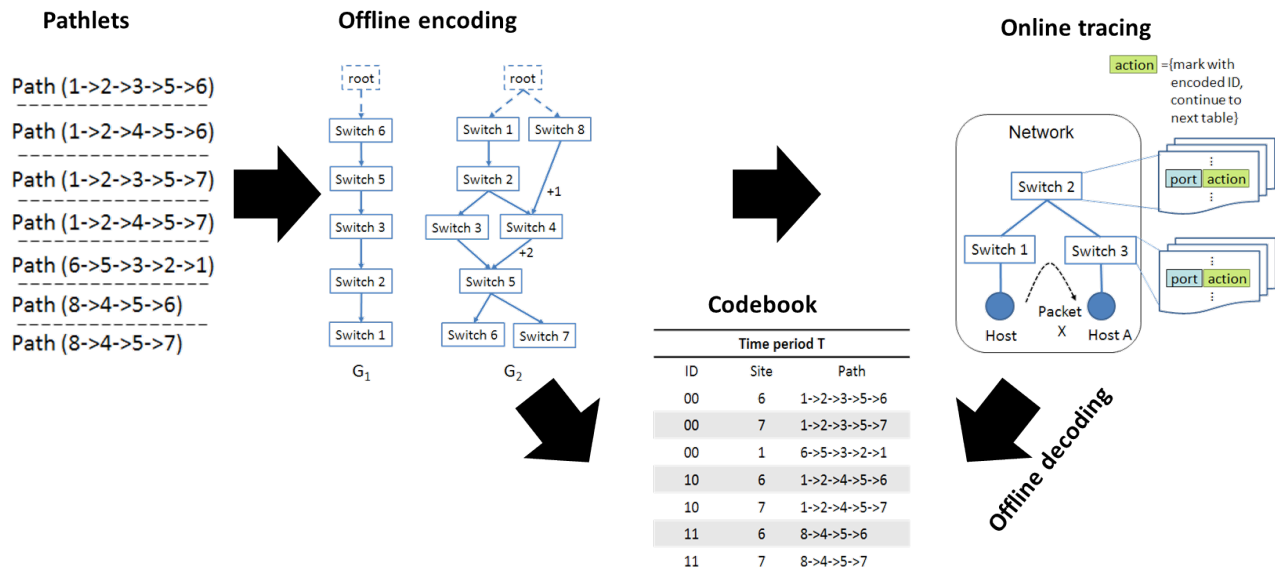 Pathlets
Path (1->2->3->5->6)
Path (1->2->4->5->6)
Path (1->2->3->5->7)
Path (1->2->4->5->7)
Path (6->5->3->2->1)
Path (8->4->5->6)
Path (8->4->5->7)
Offline encoding
root
Switch 6
Switch 5
Switch 3
Switch 2
Switch 1
G1
root
Switch 1
Switch 8
Switch 2
+1
Switch 3
Switch 4
+2
Switch 5
Switch 6
Switch 7
G2
Codebook
Time period T
ID Site Path
00 6 1->2->3->5->6
00 7 1->2->3->5->7
00 1 6->5->3->2->1
10 6 1->2->4->5->6
10 7 1->2->4->5->7
11 6 8->4->5->6
11 7 8->4->5->7
Online tracing
action ={mark with
encoded ID,
continue to
next table}
Network
Switch 2
Switch 1
Switch 3
Host
Packet
X
Host A
⋮
port action
⋮
⋮
port action
⋮
Offline decoding